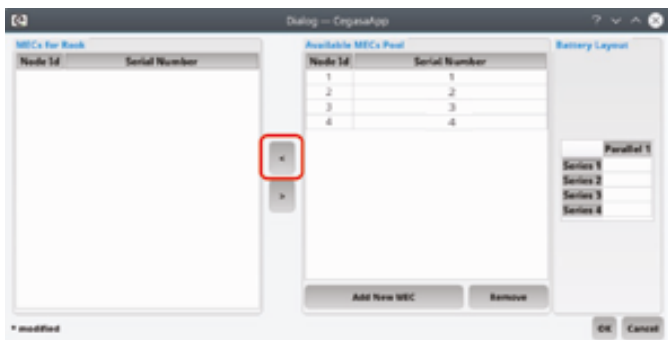 Dialog — CegasaApp
MECs for Rook
Node Id Serial Number
Available MECs Pool
Node Id Serial Number
1 1
2 2
3 3
4 4
<
>
Add New MEC Remove
Battery Layout
Parallel 1
Series 1
Series 2
Series 3
Series 4
* modified
OK Cancel